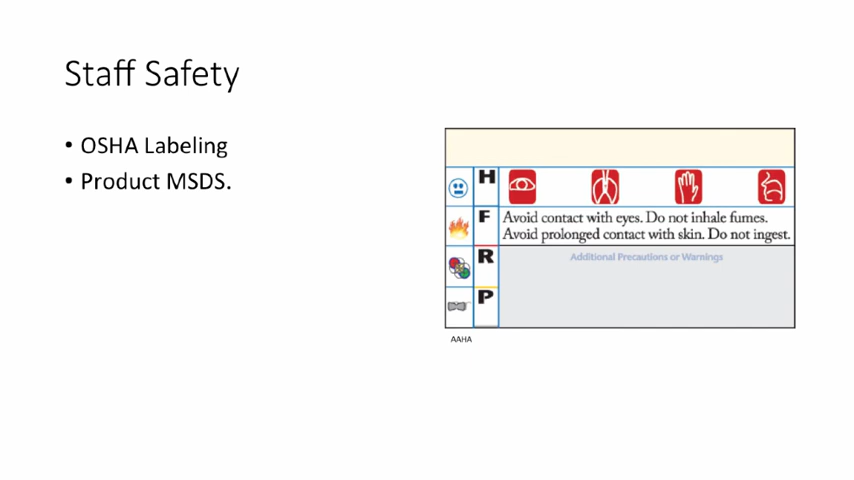 Staff Safety
• OSHA Labeling
• Product MSDS.
H
F
Avoid contact with eyes. Do not inhale fumes.
Avoid prolonged contact with skin. Do not ingest.
R
Additional Precautions or Warnings
P
AAHA